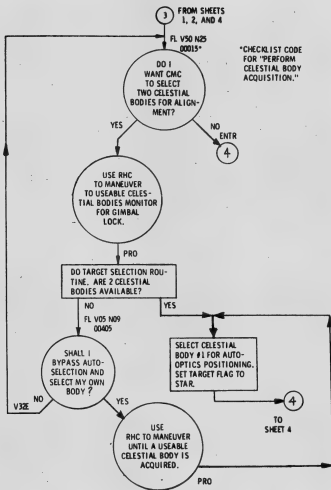 3
FROM SHEETS
1, 2, AND 4
FL V50 N25
00015*
*CHECKLIST CODE
FOR "PERFORM
CELESTIAL BODY
ACQUISITION."
DO I
WANT CMC
TO SELECT
TWO CELESTIAL
BODIES FOR ALIGN-
MENT?
YES
NO
ENTR
4
USE RHC
TO MANEUVER
TO USEABLE CELES-
TIAL BODIES MONITOR
FOR GIMBAL
LOCK.
PRO
DO TARGET SELECTION ROU-
TINE. ARE 2 CELESTIAL
BODIES AVAILABLE?
NO
YES
FL V05 N09
00405
SHALL I
BYPASS AUTO-
SELECTION AND
SELECT MY OWN
BODY ?
NO
V32E
YES
SELECT CELESTIAL
BODY #1 FOR AUTO-
OPTICS POSITIONING.
SET TARGET FLAG TO
STAR.
4
TO
SHEET 4
USE
RHC TO MANEUVER
UNTIL A USEABLE
CELESTIAL BODY IS
ACQUIRED.
PRO